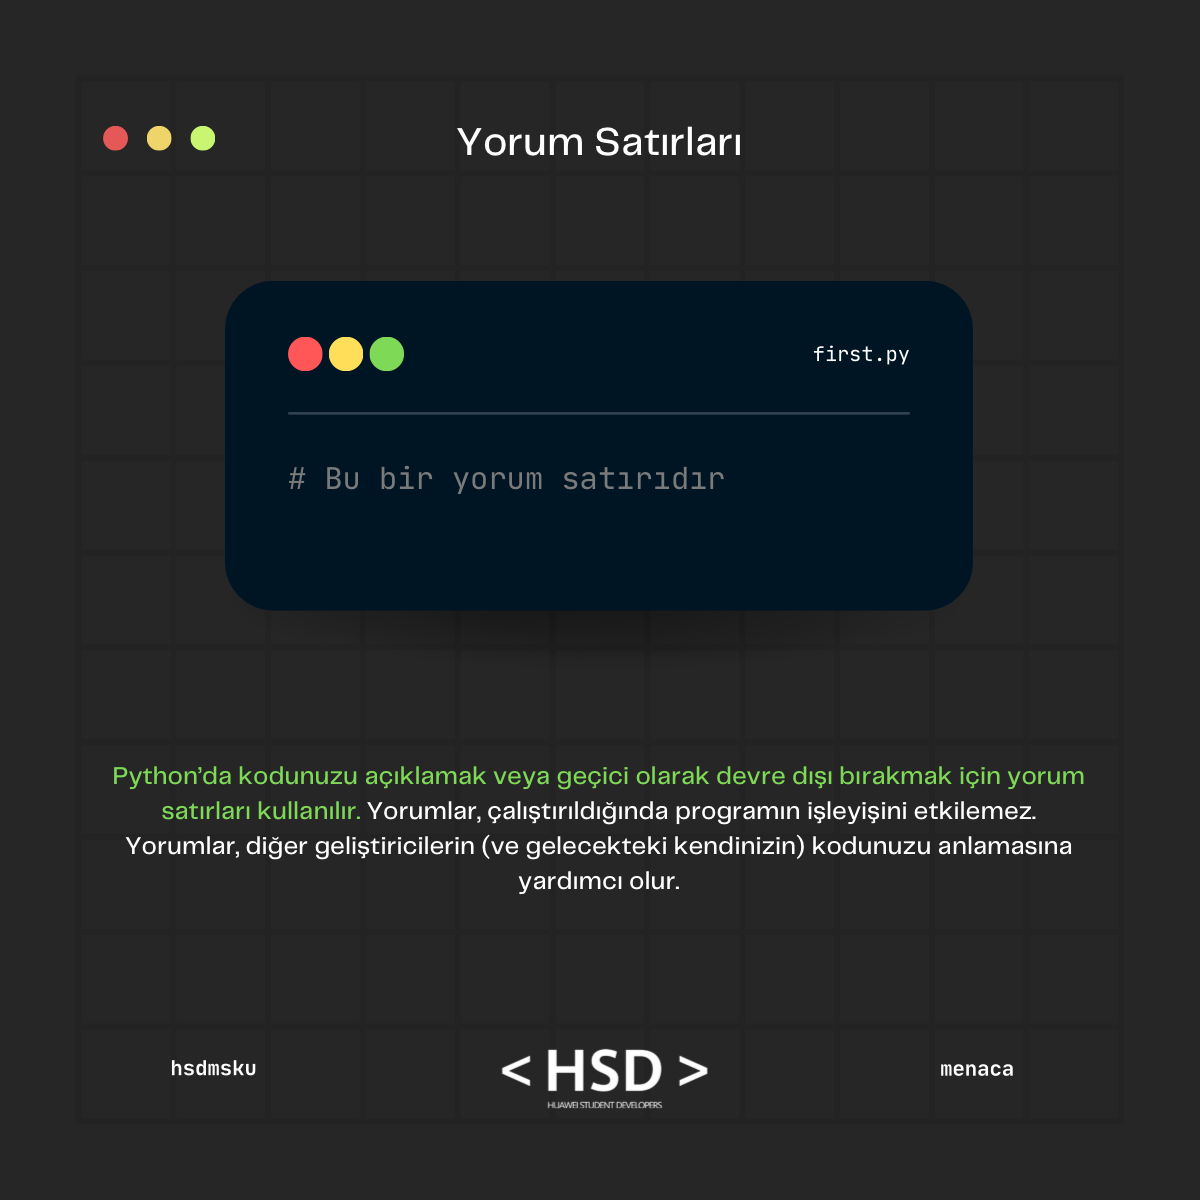 Yorum Satırları
first.py
# Bu bir yorum satırıdır
Python’da kodunuzu açıklamak veya geçici olarak devre dışı bırakmak için yorum
satırları kullanılır. Yorumlar, çalıştırıldığında programın işleyişini etkilemez.
Yorumlar, diğer geliştiricilerin (ve gelecekteki kendinizin) kodunuzu anlamasına
yardımcı olur.
hsdmsku
< HSD >
HUAWEI STUDENT DEVELOPERS
menaca